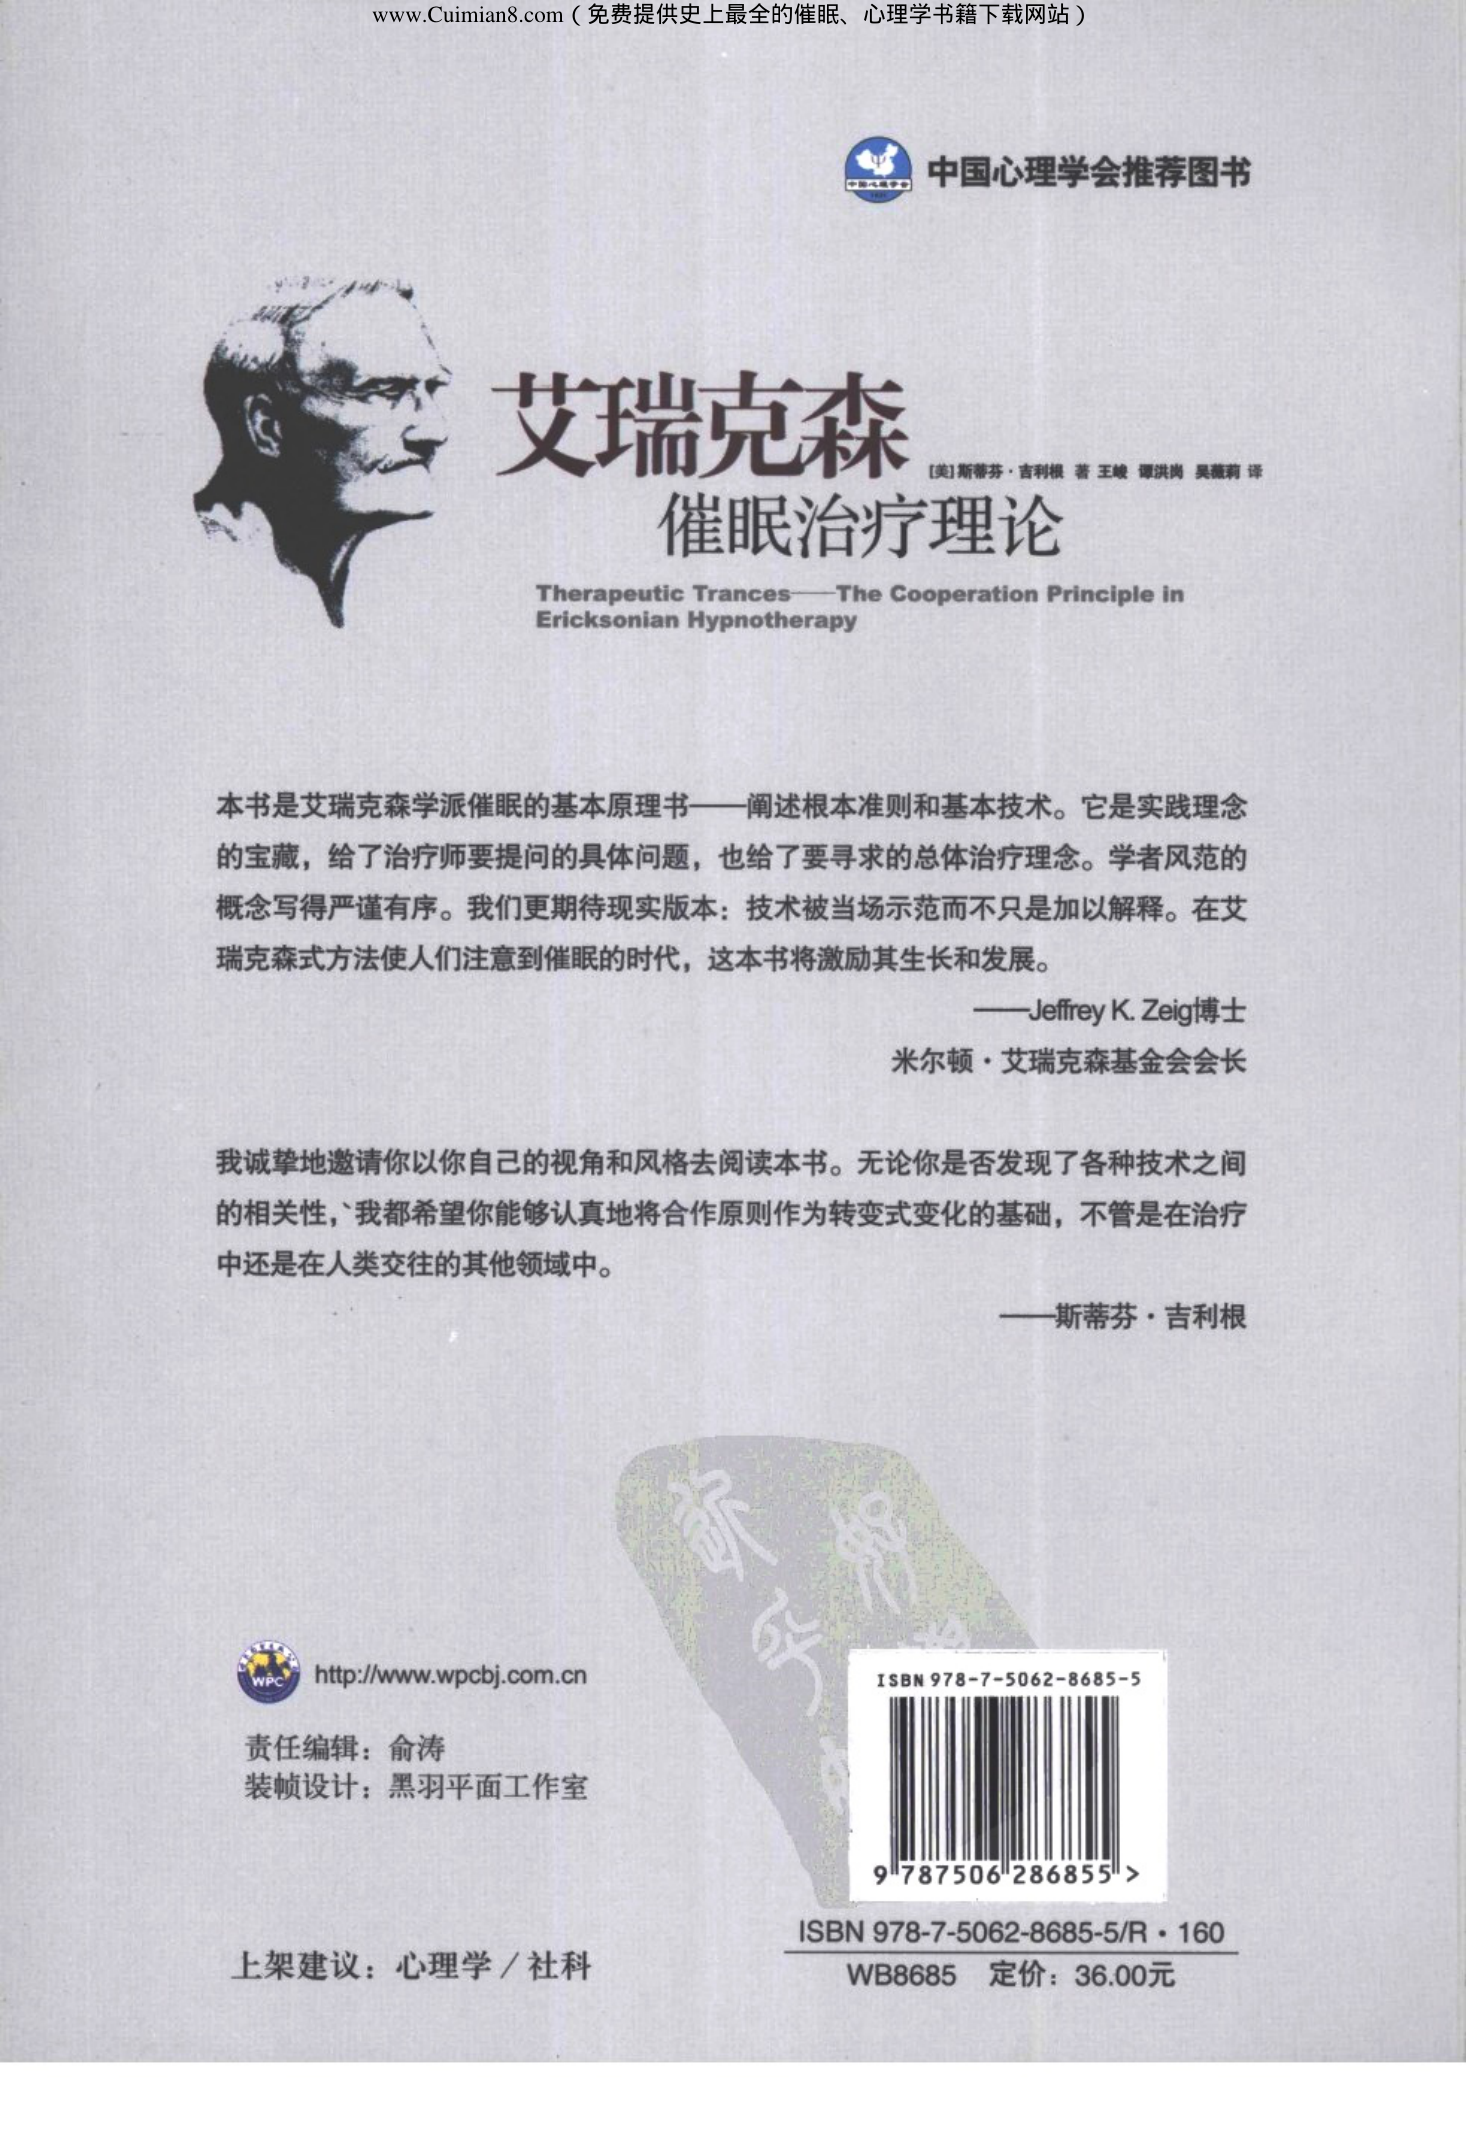 www.Cuimian8.com（免费提供史上最全的催眠、心理学书籍下载网站）
中国心理学会
中国心理学会推荐图书
艾瑞克森
[美]斯蒂芬·吉利根 著 王峻 谭洪岗 吴薇莉 译
催眠治疗理论
Therapeutic Trances——The Cooperation Principle in
Ericksonian Hypnotherapy
本书是艾瑞克森学派催眠的基本原理书——阐述根本准则和基本技术。它是实践理念
的宝藏，给了治疗师要提问的具体问题，也给了要寻求的总体治疗理念。学者风范的
概念写得严谨有序。我们更期待现实版本：技术被当场示范而不只是加以解释。在艾
瑞克森式方法使人们注意到催眠的时代，这本书将激励其生长和发展。
——Jeffrey K. Zeig博士
米尔顿·艾瑞克森基金会会长
我诚挚地邀请你以你自己的视角和风格去阅读本书。无论你是否发现了各种技术之间
的相关性，我都希望你能够认真地将合作原则作为转变式变化的基础，不管是在治疗
中还是在人类交往的其他领域中。
——斯蒂芬·吉利根
WPC
http://www.wpcbj.com.cn
责任编辑：俞涛
装帧设计：黑羽平面工作室
上架建议：心理学／社科
ISBN 978-7-5062-8685-5
9 787506 286855 >
ISBN 978-7-5062-8685-5/R·160
WB8685 定价：36.00元